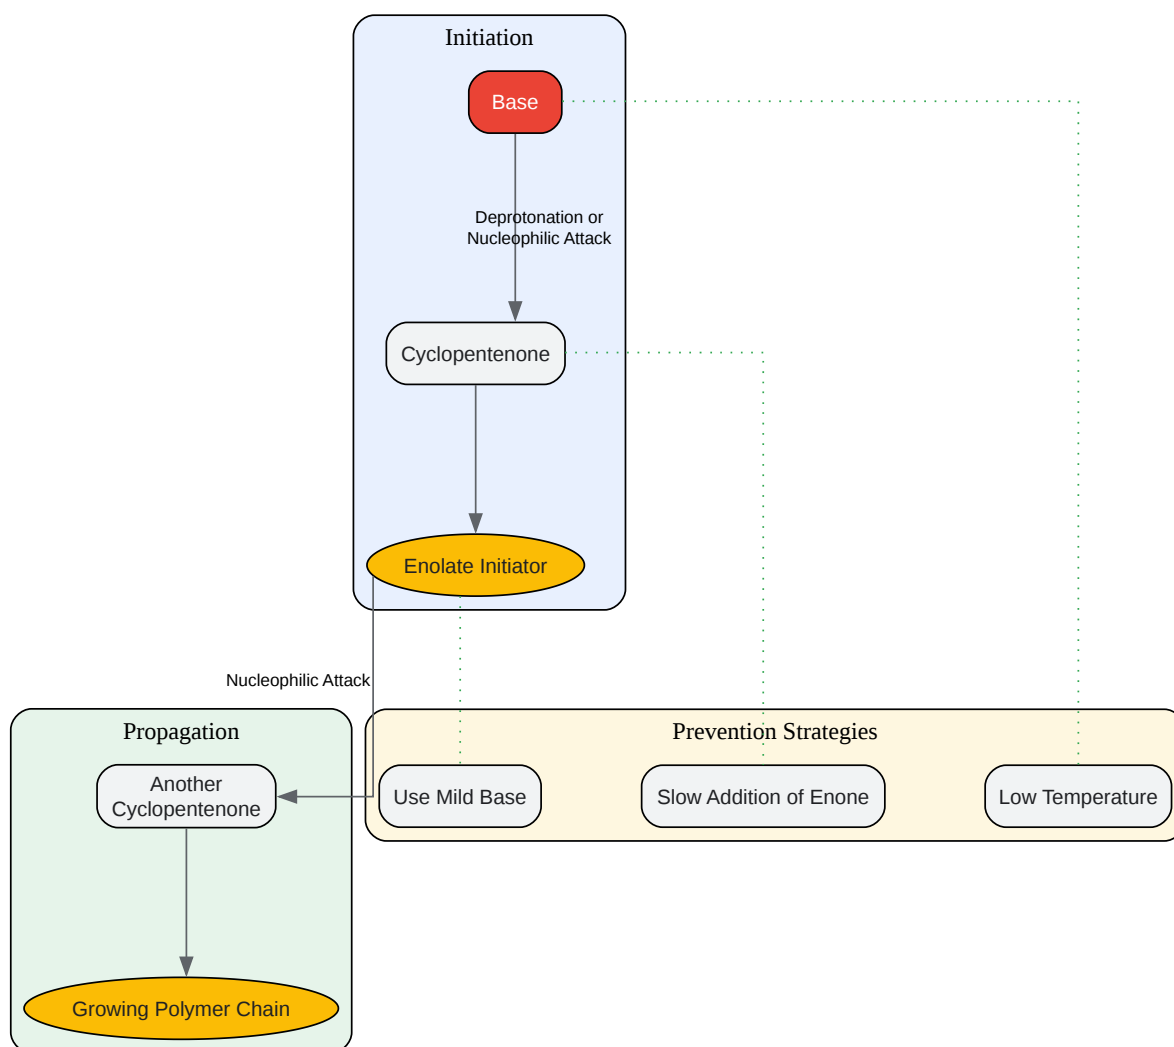 Initiation
Base
Deprotonation or
Nucleophilic Attack
Cyclopentenone
Enolate Initiator
Nucleophilic Attack
Propagation
Another
Cyclopentenone
Growing Polymer Chain
Prevention Strategies
Use Mild Base
Slow Addition of Enone
Low Temperature